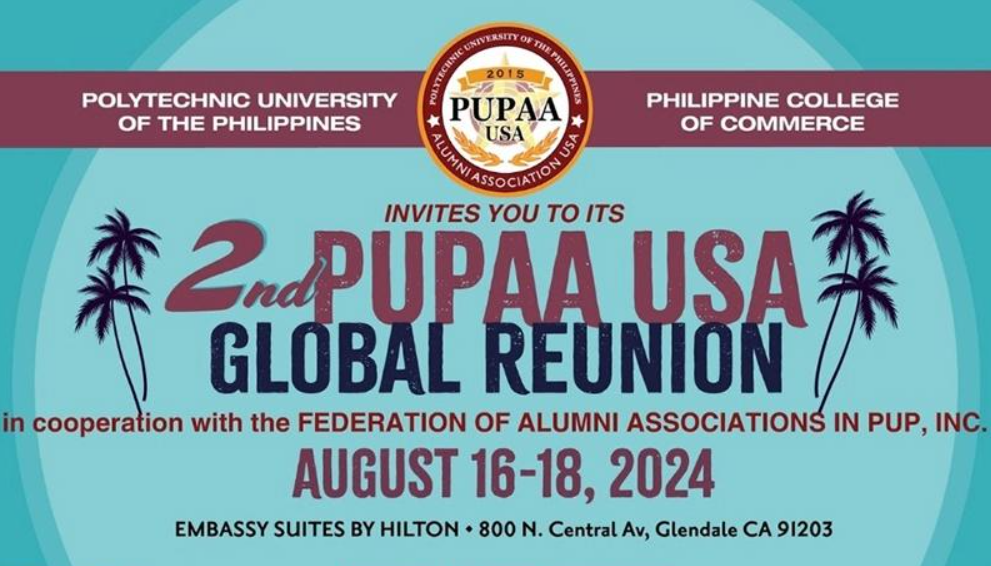 POLYTECHNIC UNIVERSITY
OF THE PHILIPPINES
POLYTECHNIC UNIVERSITY OF THE PHILIPPINES
2015
PUPAA
USA
ALUMNI ASSOCIATION USA
PHILIPPINE COLLEGE
OF COMMERCE
INVITES YOU TO ITS
2nd PUPAA USA
GLOBAL REUNION
in cooperation with the FEDERATION OF ALUMNI ASSOCIATIONS IN PUP, INC.
AUGUST 16-18, 2024
EMBASSY SUITES BY HILTON • 800 N. Central Av, Glendale CA 91203